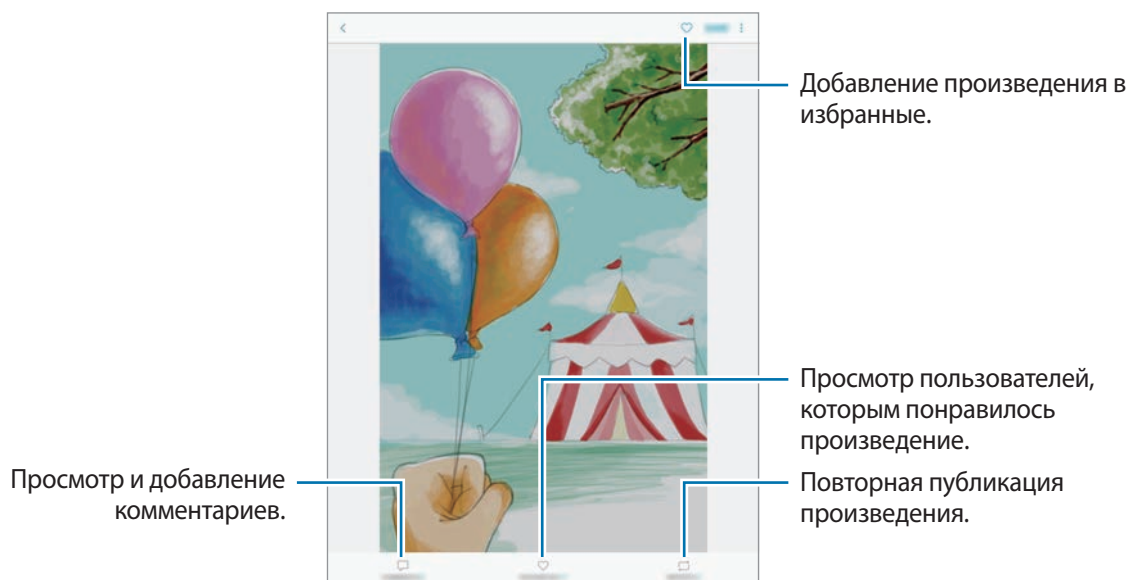 Добавление произведения в
избранные.
Просмотр пользователей,
которым понравилось
произведение.
Просмотр и добавление
комментариев.
Повторная публикация
произведения.